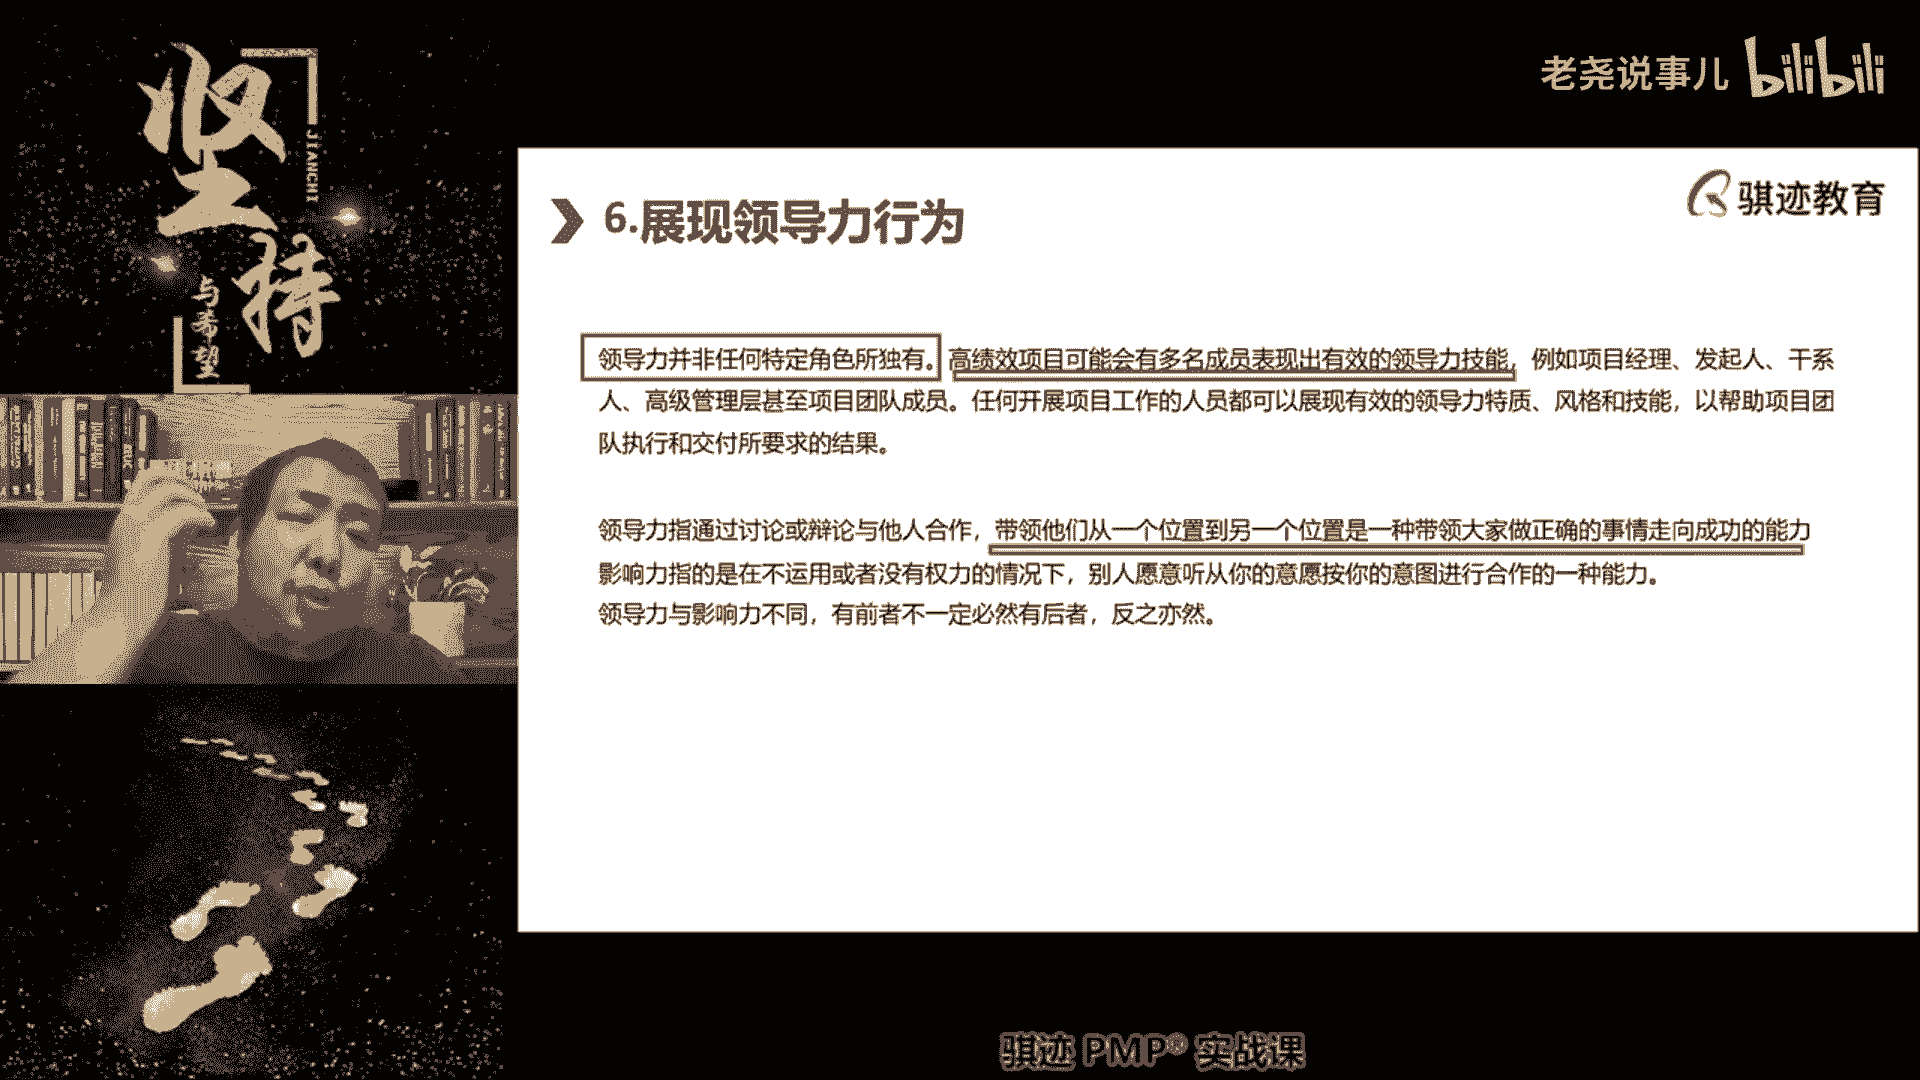 坚持
JIANCHI
与希望
老尧说事儿 bilibili
骐迹教育
6.展现领导力行为
领导力并非任何特定角色所独有。高绩效项目可能会有多名成员表现出有效的领导力技能，例如项目经理、发起人、干系
人、高级管理层甚至项目团队成员。任何开展项目工作的人员都可以展现有效的领导力特质、风格和技能，以帮助项目团
队执行和交付所要求的结果。
领导力指通过讨论或辩论与他人合作，带领他们从一个位置到另一个位置是一种带领大家做正确的事情走向成功的能力
影响力指的是在不运用或者没有权力的情况下，别人愿意听从你的意愿按你的意图进行合作的一种能力。
领导力与影响力不同，有前者不一定必然有后者，反之亦然。
骐迹 PMP® 实战课